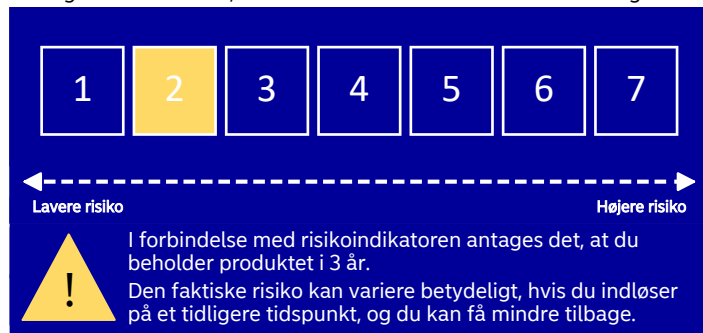 1 2 3 4 5 6 7
Lavere risiko Højere risiko
I forbindelse med risikoindikatoren antages det, at du
beholder produktet i 3 år.
!
Den faktiske risiko kan variere betydeligt, hvis du indløser
på et tidligere tidspunkt, og du kan få mindre tilbage.